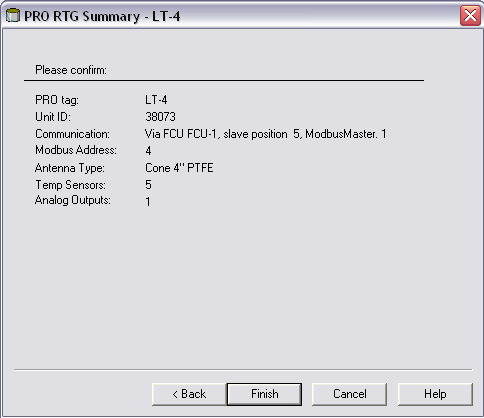 PRO RTG Summary - LT-4
Please confirm:
PRO tag: LT-4
Unit ID: 38073
Communication: Via FCU FCU-1, slave position 5, ModbusMaster. 1
Modbus Address: 4
Antenna Type: Cone 4" PTFE
Temp Sensors: 5
Analog Outputs: 1
< Back Finish Cancel Help